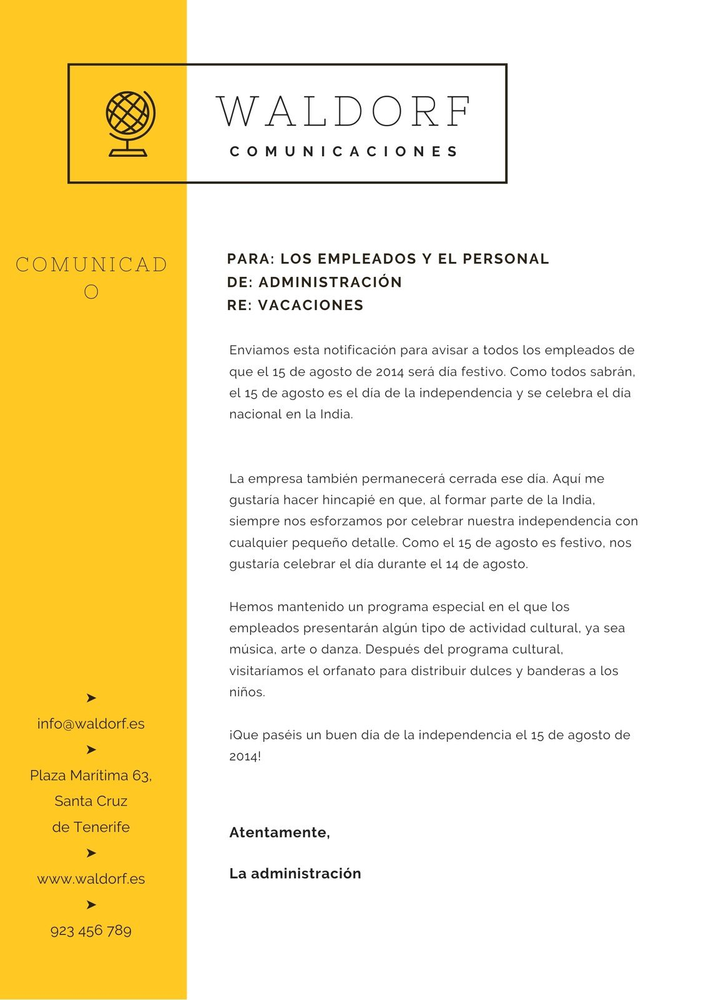 WALDORF
COMUNICACIONES
COMUNICAD
O
PARA: LOS EMPLEADOS Y EL PERSONAL
DE: ADMINISTRACIÓN
RE: VACACIONES
Enviamos esta notificación para avisar a todos los empleados de
que el 15 de agosto de 2014 será día festivo. Como todos sabrán,
el 15 de agosto es el día de la independencia y se celebra el día
nacional en la India.
La empresa también permanecerá cerrada ese día. Aquí me
gustaría hacer hincapié en que, al formar parte de la India,
siempre nos esforzamos por celebrar nuestra independencia con
cualquier pequeño detalle. Como el 15 de agosto es festivo, nos
gustaría celebrar el día durante el 14 de agosto.
Hemos mantenido un programa especial en el que los
empleados presentarán algún tipo de actividad cultural, ya sea
música, arte o danza. Después del programa cultural,
visitaríamos el orfanato para distribuir dulces y banderas a los
niños.
¡Que paséis un buen día de la independencia el 15 de agosto de
2014!
Atentamente,
La administración
➤
info@waldorf.es
➤
Plaza Marítima 63,
Santa Cruz
de Tenerife
➤
www.waldorf.es
➤
923 456 789